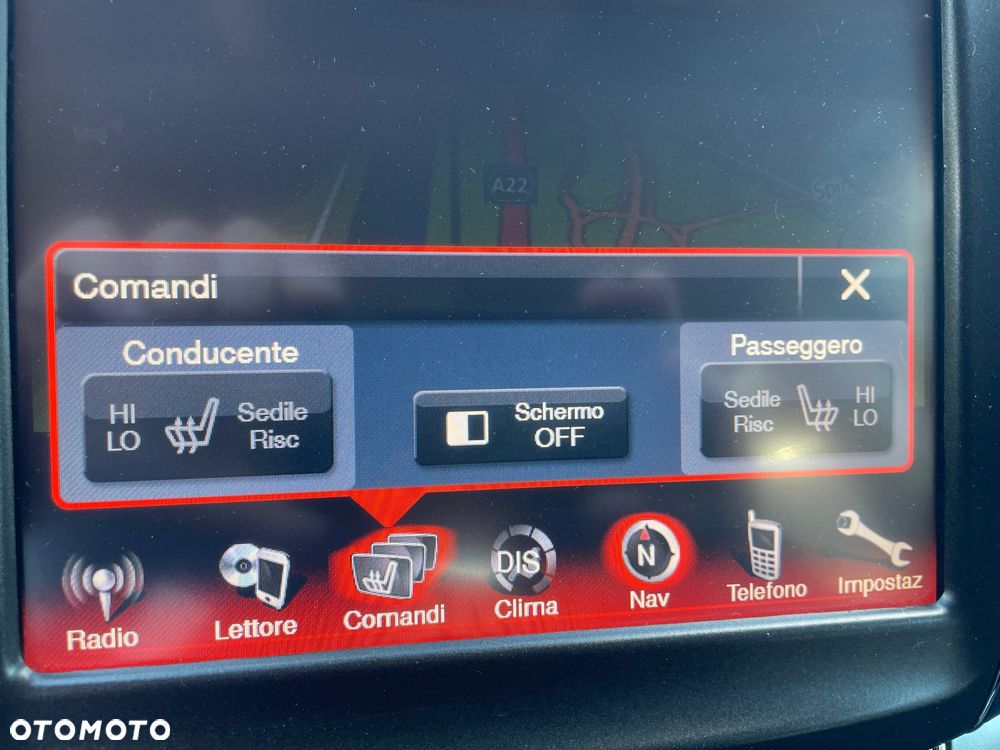 A22
Comandi
Conducente
HI
LO
Sedile
Risc
Schermo
OFF
Passeggero
Sedile
Risc
HI
LO
Radio
Lettore
Comandi
DIS
Clima
N
Nav
Telefono
Impostaz
OTOMOTO